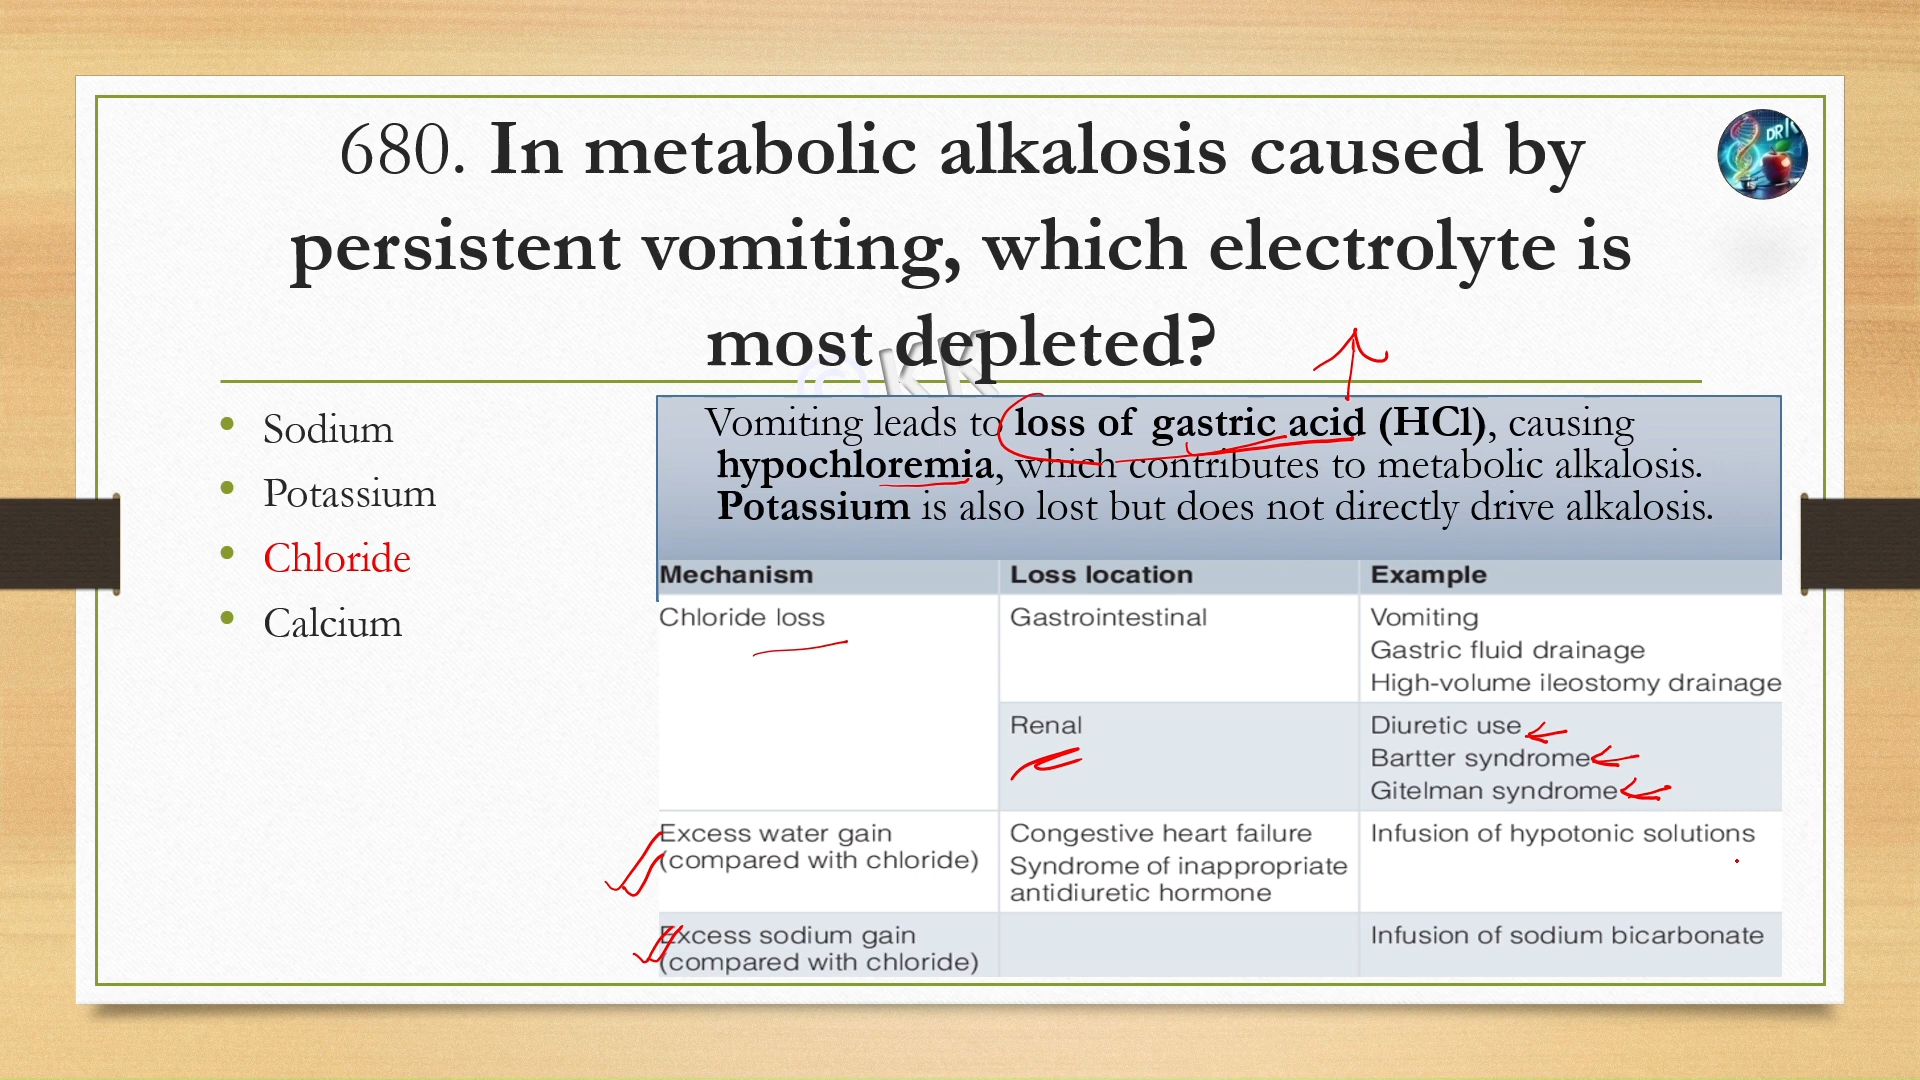 680. In metabolic alkalosis caused by
persistent vomiting, which electrolyte is
most depleted?
DR
KK
• Sodium
• Potassium
• Chloride
• Calcium
Vomiting leads to loss of gastric acid (HCl), causing
hypochloremia, which contributes to metabolic alkalosis.
Potassium is also lost but does not directly drive alkalosis.
Mechanism Loss location Example
Chloride loss Gastrointestinal Vomiting
Gastric fluid drainage
High-volume ileostomy drainage
Renal Diuretic use
Bartter syndrome
Gitelman syndrome
Excess water gain Congestive heart failure Infusion of hypotonic solutions
(compared with chloride) Syndrome of inappropriate
antidiuretic hormone
Excess sodium gain Infusion of sodium bicarbonate
(compared with chloride)